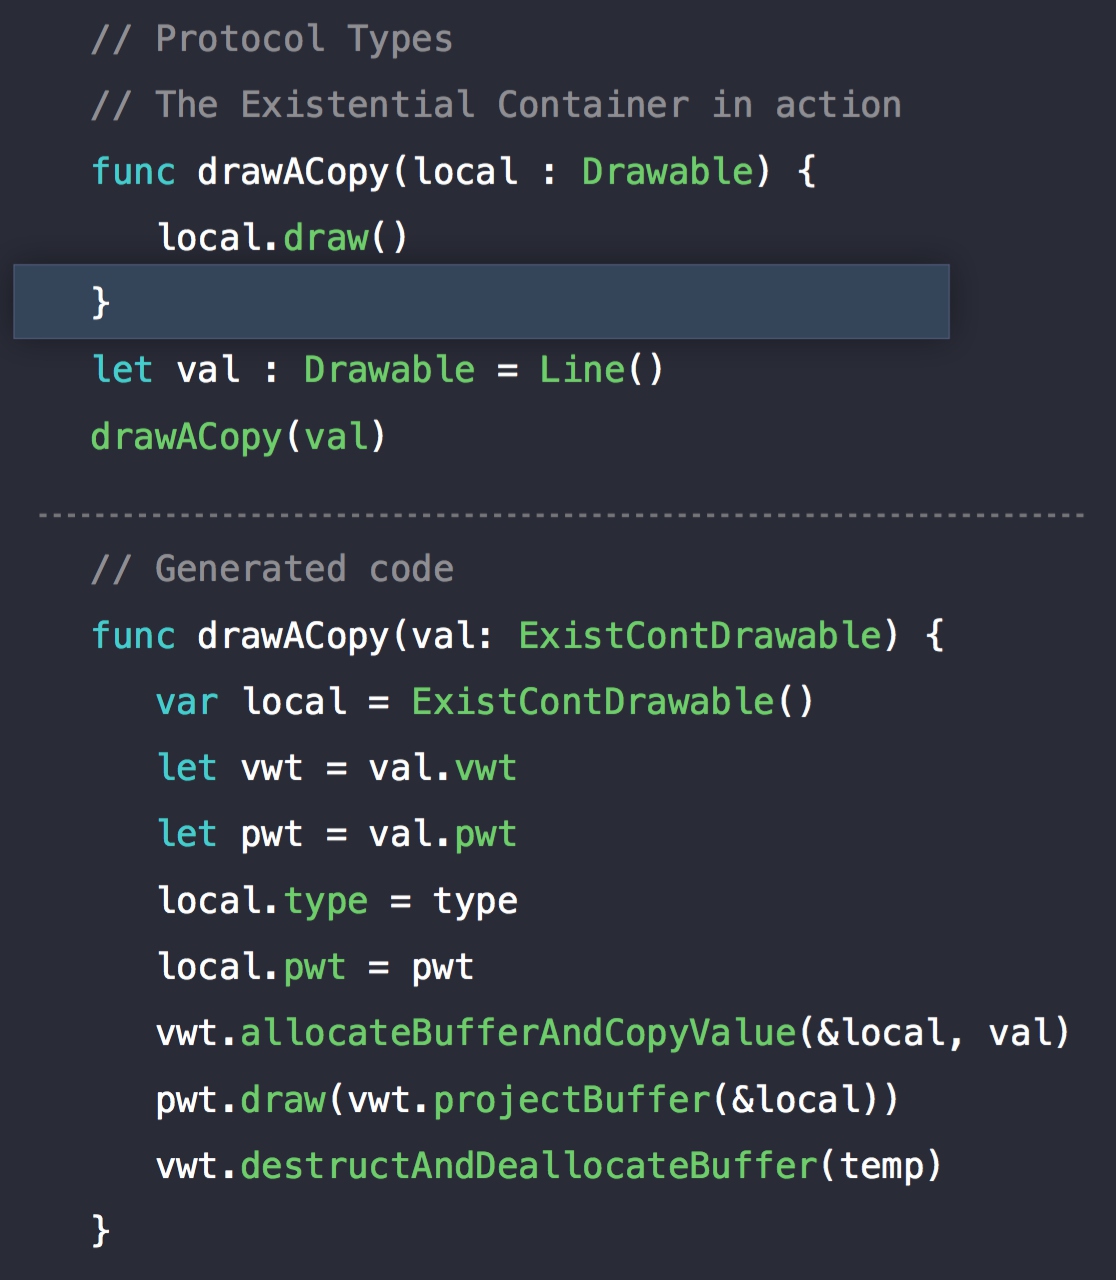 // Protocol Types
// The Existential Container in action
func drawACopy(local : Drawable) {
local.draw()
}
let val : Drawable = Line()
drawACopy(val)
// Generated code
func drawACopy(val: ExistContDrawable) {
var local = ExistContDrawable()
let vwt = val.vwt
let pwt = val.pwt
local.type = type
local.pwt = pwt
vwt.allocateBufferAndCopyValue(&local, val)
pwt.draw(vwt.projectBuffer(&local))
vwt.destructAndDeallocateBuffer(temp)
}